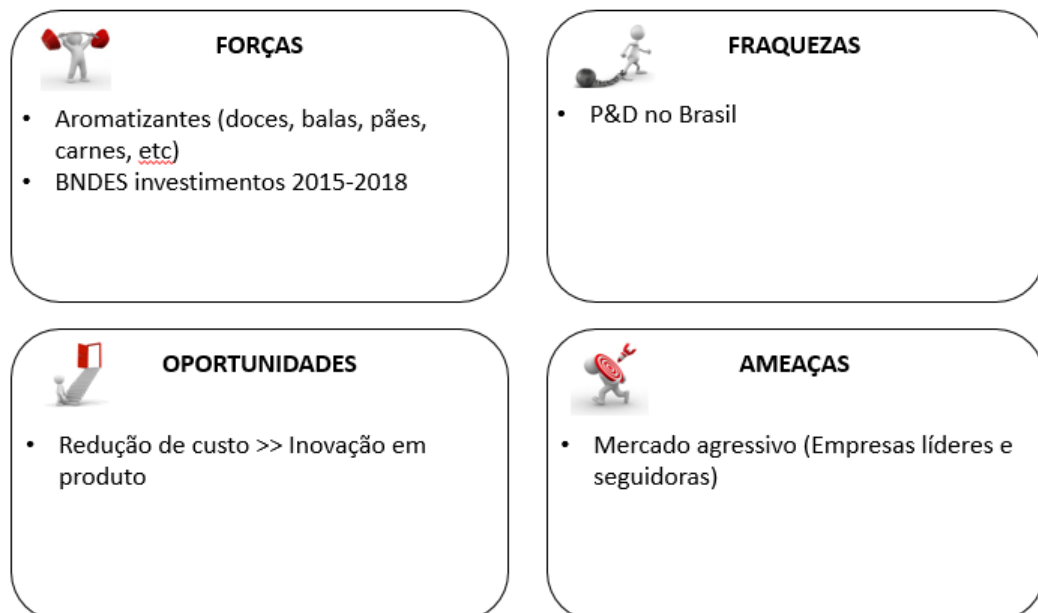 FORÇAS
• Aromatizantes (doces, balas, pães,
carnes, etc)
• BNDES investimentos 2015-2018
FRAQUEZAS
• P&D no Brasil
OPORTUNIDADES
• Redução de custo >> Inovação em
produto
AMEAÇAS
• Mercado agressivo (Empresas líderes e
seguidoras)